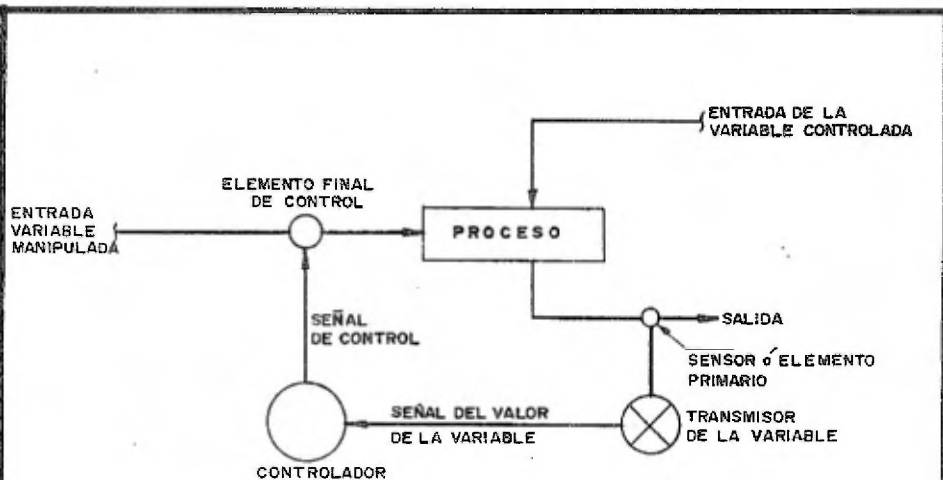 ENTRADA DE LA
VARIABLE CONTROLADA
ELEMENTO FINAL
DE CONTROL
ENTRADA
VARIABLE
MANIPULADA
PROCESO
SEÑAL
DE CONTROL
SALIDA
SENSOR ó ELEMENTO
PRIMARIO
SEÑAL DEL VALOR
DE LA VARIABLE
TRANSMISOR
DE LA VARIABLE
CONTROLADOR